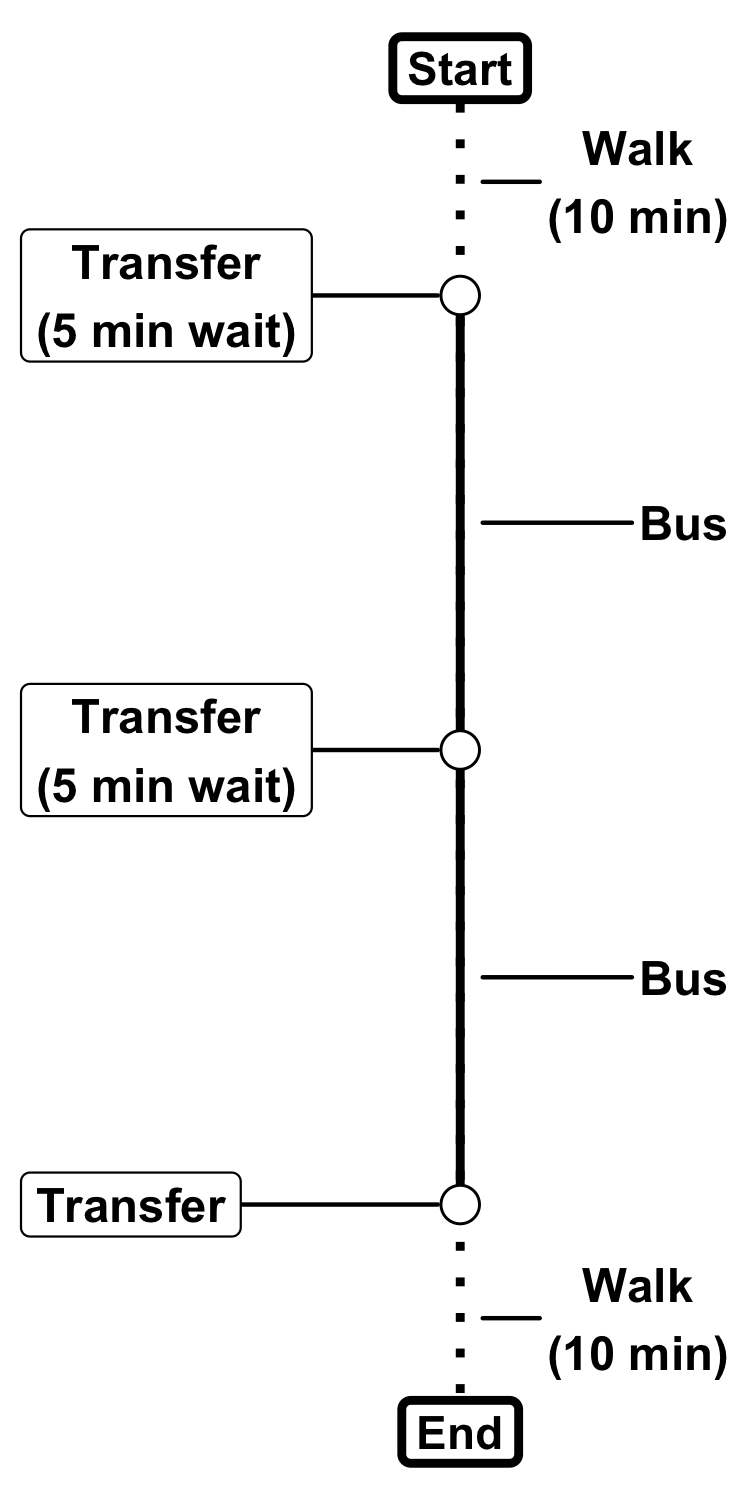 Start
Walk
(10 min)
Transfer
(5 min wait)
Bus
Transfer
(5 min wait)
Bus
Transfer
Walk
(10 min)
End